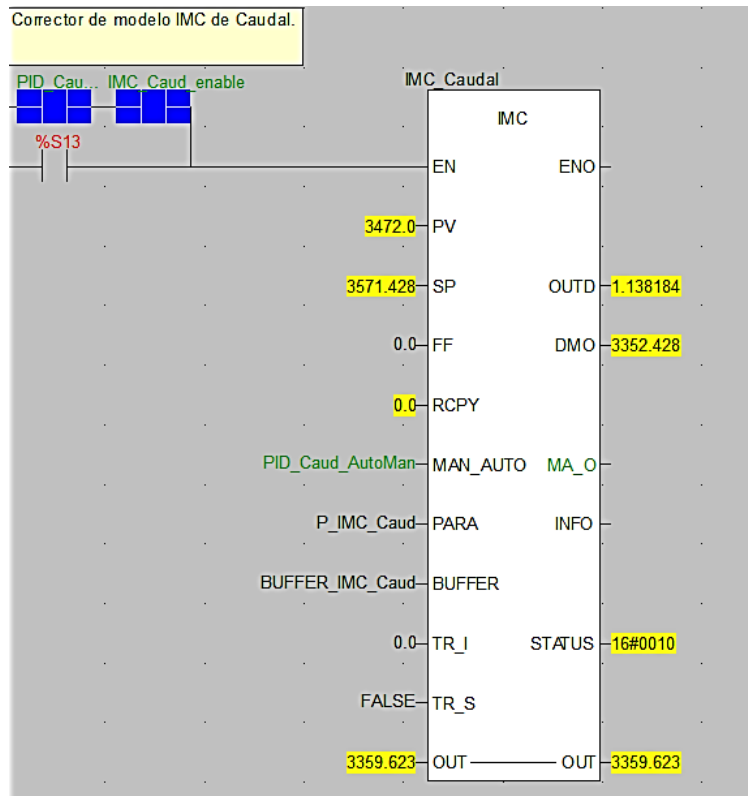 Corrector de modelo IMC de Caudal.
PID_Cau... IMC_Caud_enable
IMC_Caudal
IMC
%S13
EN ENO
3472.0 PV
3571.428 SP OUTD 1.138184
0.0 FF DMO 3352.428
0.0 RCPY
PID_Caud_AutoMan MAN_AUTO MA_O
P_IMC_Caud PARA INFO
BUFFER_IMC_Caud BUFFER
0.0 TR_I STATUS 16#0010
FALSE TR_S
3359.623 OUT OUT 3359.623